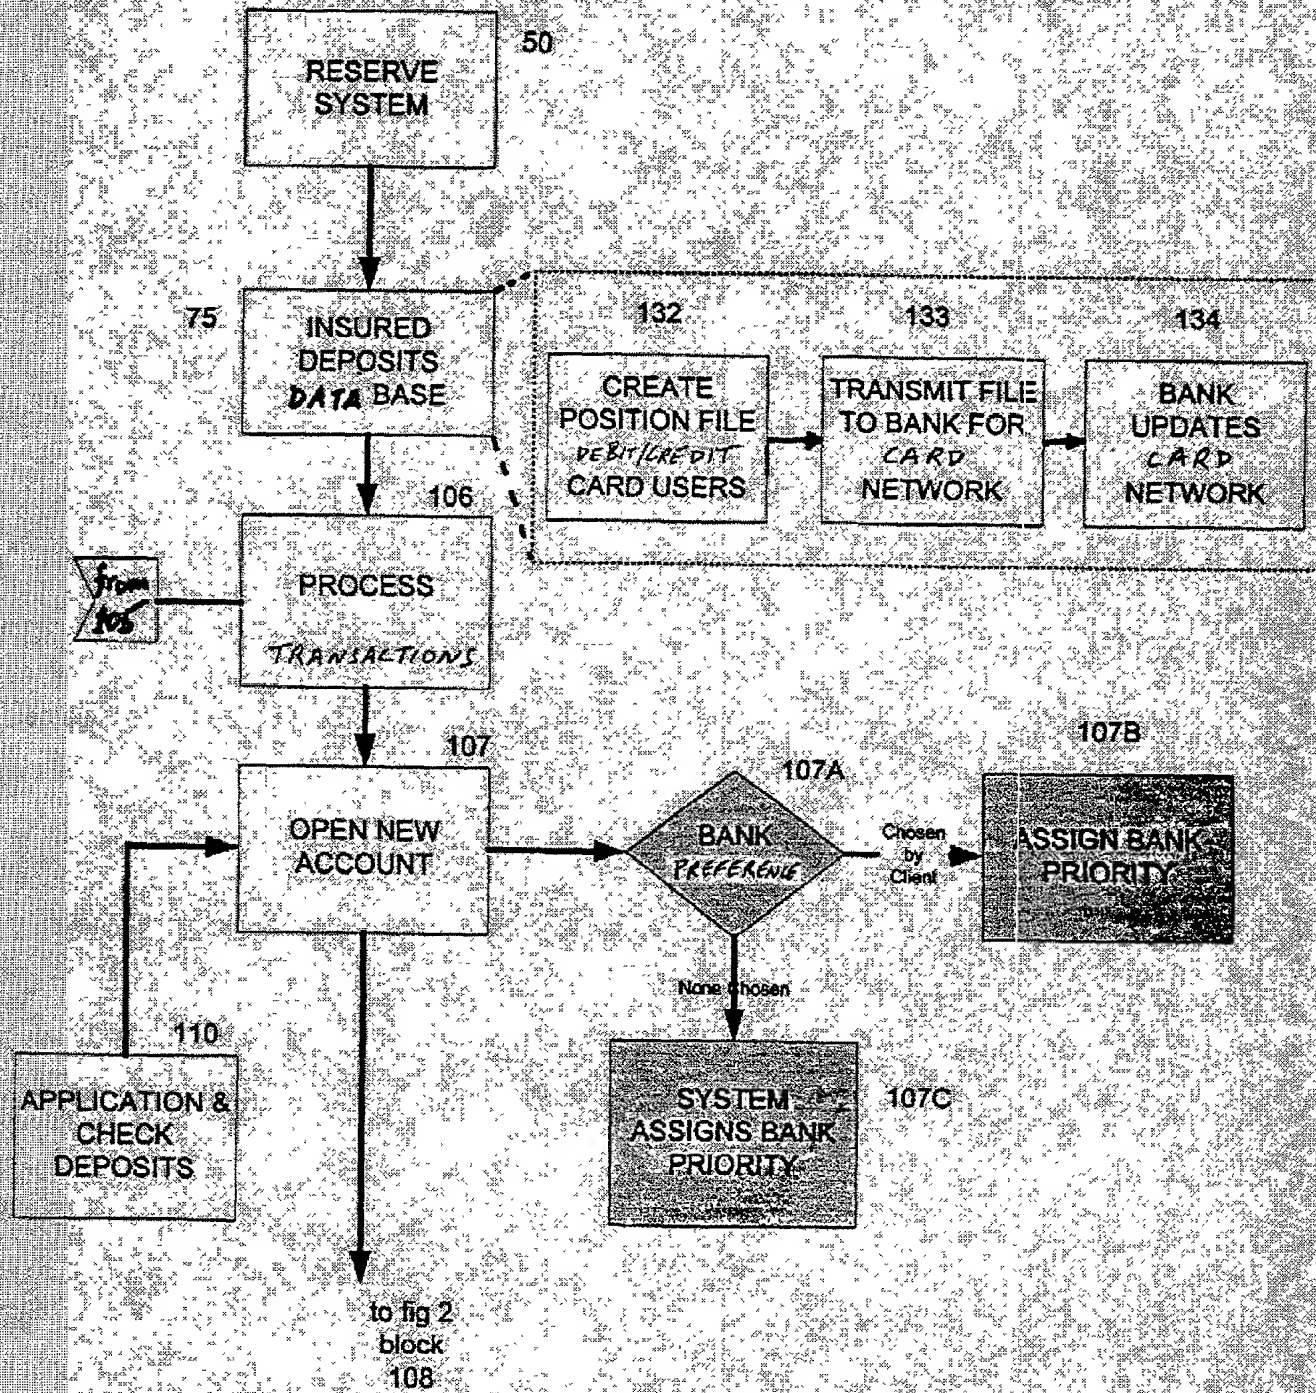 50
RESERVE
SYSTEM
75
INSURED
DEPOSITS
DATA BASE
132
133
134
CREATE
POSITION FILE
DEBIT/CREDIT
CARD USERS
TRANSMIT FILE
TO BANK FOR
CARD
NETWORK
BANK
UPDATES
CARD
NETWORK
106
from
PROCESS
TRANSACTIONS
107
OPEN NEW
ACCOUNT
107A
BANK
PREFERENCE
Chosen
by
Client
107B
ASSIGN BANK
PRIORITY
None Chosen
110
APPLICATION &
CHECK
DEPOSITS
107C
SYSTEM
ASSIGNS BANK
PRIORITY
to fig 2
block
108